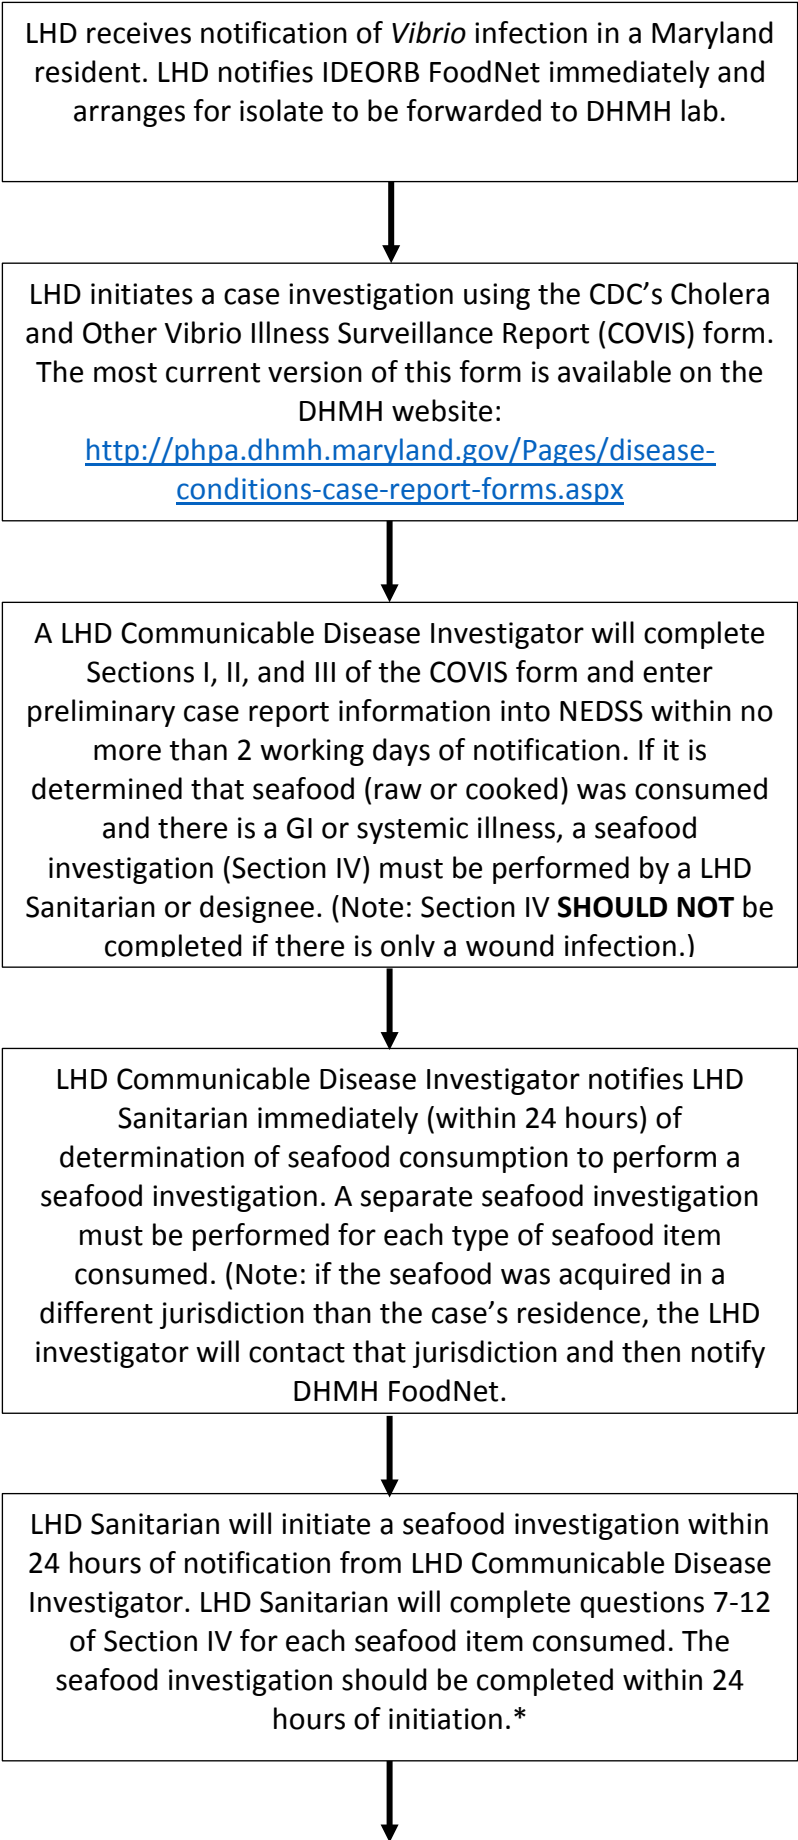 LHD receives notification of Vibrio infection in a Maryland
resident. LHD notifies IDEORB FoodNet immediately and
arranges for isolate to be forwarded to DHMH lab.
LHD initiates a case investigation using the CDC’s Cholera
and Other Vibrio Illness Surveillance Report (COVIS) form.
The most current version of this form is available on the
DHMH website:
http://phpa.dhmh.maryland.gov/Pages/disease-
conditions-case-report-forms.aspx
A LHD Communicable Disease Investigator will complete
Sections I, II, and III of the COVIS form and enter
preliminary case report information into NEDSS within no
more than 2 working days of notification. If it is
determined that seafood (raw or cooked) was consumed
and there is a GI or systemic illness, a seafood
investigation (Section IV) must be performed by a LHD
Sanitarian or designee. (Note: Section IV SHOULD NOT be
completed if there is only a wound infection.)
LHD Communicable Disease Investigator notifies LHD
Sanitarian immediately (within 24 hours) of
determination of seafood consumption to perform a
seafood investigation. A separate seafood investigation
must be performed for each type of seafood item
consumed. (Note: if the seafood was acquired in a
different jurisdiction than the case’s residence, the LHD
investigator will contact that jurisdiction and then notify
DHMH FoodNet.
LHD Sanitarian will initiate a seafood investigation within
24 hours of notification from LHD Communicable Disease
Investigator. LHD Sanitarian will complete questions 7-12
of Section IV for each seafood item consumed. The
seafood investigation should be completed within 24
hours of initiation.*